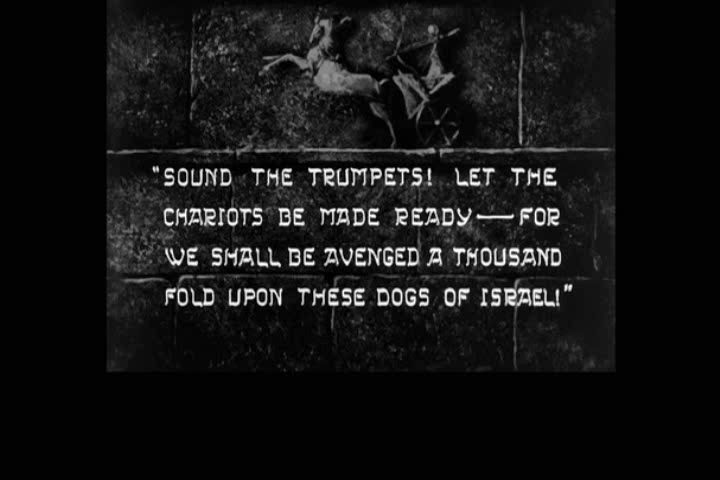 "SOUND THE TRUMPETS! LET THE
CHARIOTS BE MADE READY — FOR
WE SHALL BE AVENGED A THOUSAND
FOLD UPON THESE DOGS OF ISRAEL!"